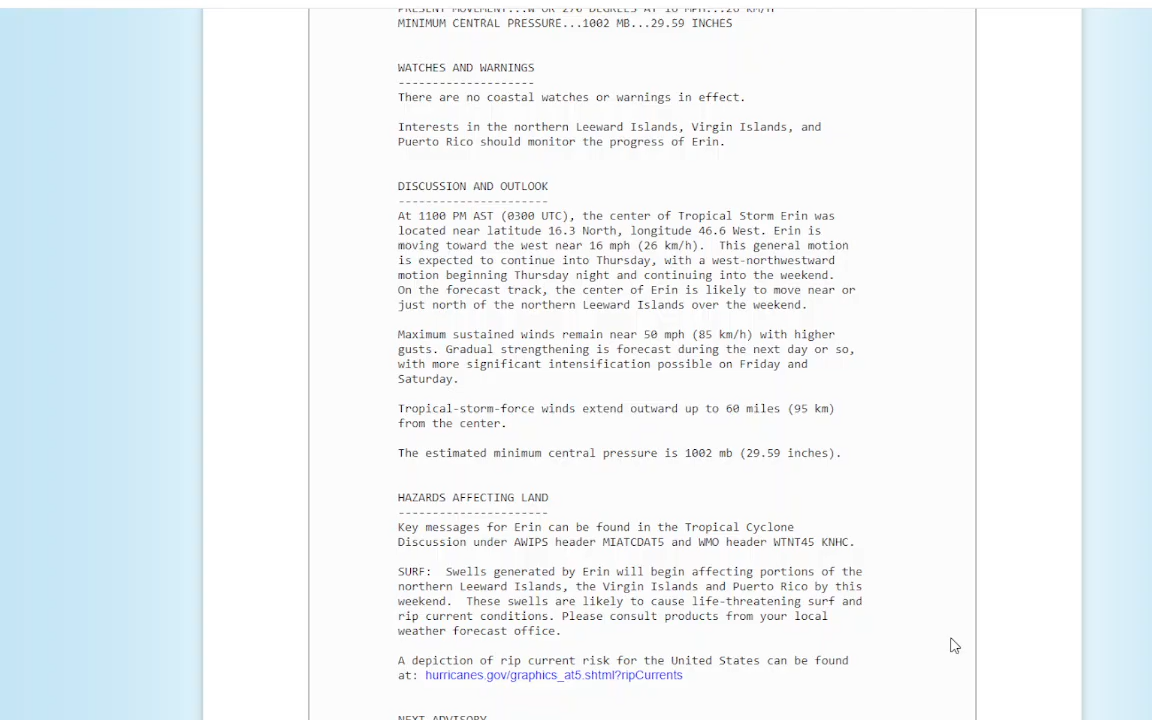 PRESENT MOVEMENT...W OR 270 DEGREES AT 16 MPH...26 KM/H
MINIMUM CENTRAL PRESSURE...1002 MB...29.59 INCHES
WATCHES AND WARNINGS
--------------------
There are no coastal watches or warnings in effect.
Interests in the northern Leeward Islands, Virgin Islands, and
Puerto Rico should monitor the progress of Erin.
DISCUSSION AND OUTLOOK
----------------------
At 1100 PM AST (0300 UTC), the center of Tropical Storm Erin was
located near latitude 16.3 North, longitude 46.6 West. Erin is
moving toward the west near 16 mph (26 km/h).  This general motion
is expected to continue into Thursday, with a west-northwestward
motion beginning Thursday night and continuing into the weekend.
On the forecast track, the center of Erin is likely to move near or
just north of the northern Leeward Islands over the weekend.
Maximum sustained winds remain near 50 mph (85 km/h) with higher
gusts. Gradual strengthening is forecast during the next day or so,
with more significant intensification possible on Friday and
Saturday.
Tropical-storm-force winds extend outward up to 60 miles (95 km)
from the center.
The estimated minimum central pressure is 1002 mb (29.59 inches).
HAZARDS AFFECTING LAND
----------------------
Key messages for Erin can be found in the Tropical Cyclone
Discussion under AWIPS header MIATCDAT5 and WMO header WTNT45 KNHC.
SURF:  Swells generated by Erin will begin affecting portions of the
northern Leeward Islands, the Virgin Islands and Puerto Rico by this
weekend.  These swells are likely to cause life-threatening surf and
rip current conditions. Please consult products from your local
weather forecast office.
A depiction of rip current risk for the United States can be found
at: hurricanes.gov/graphics_at5.shtml?ripCurrents
NEXT ADVISORY